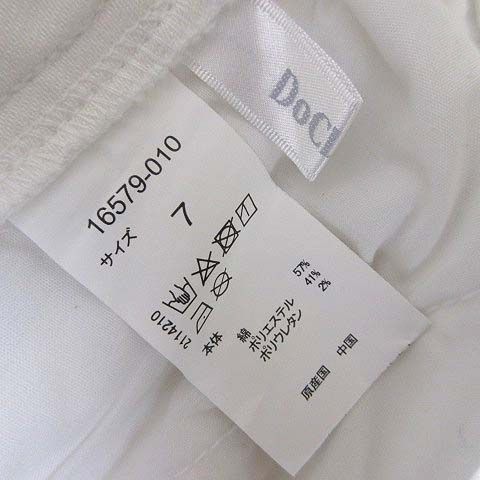 DoCl
16579-010
サイズ 7
2114210
本体
綿 57%
ポリエステル 41%
ポリウレタン 2%
原産国 中国